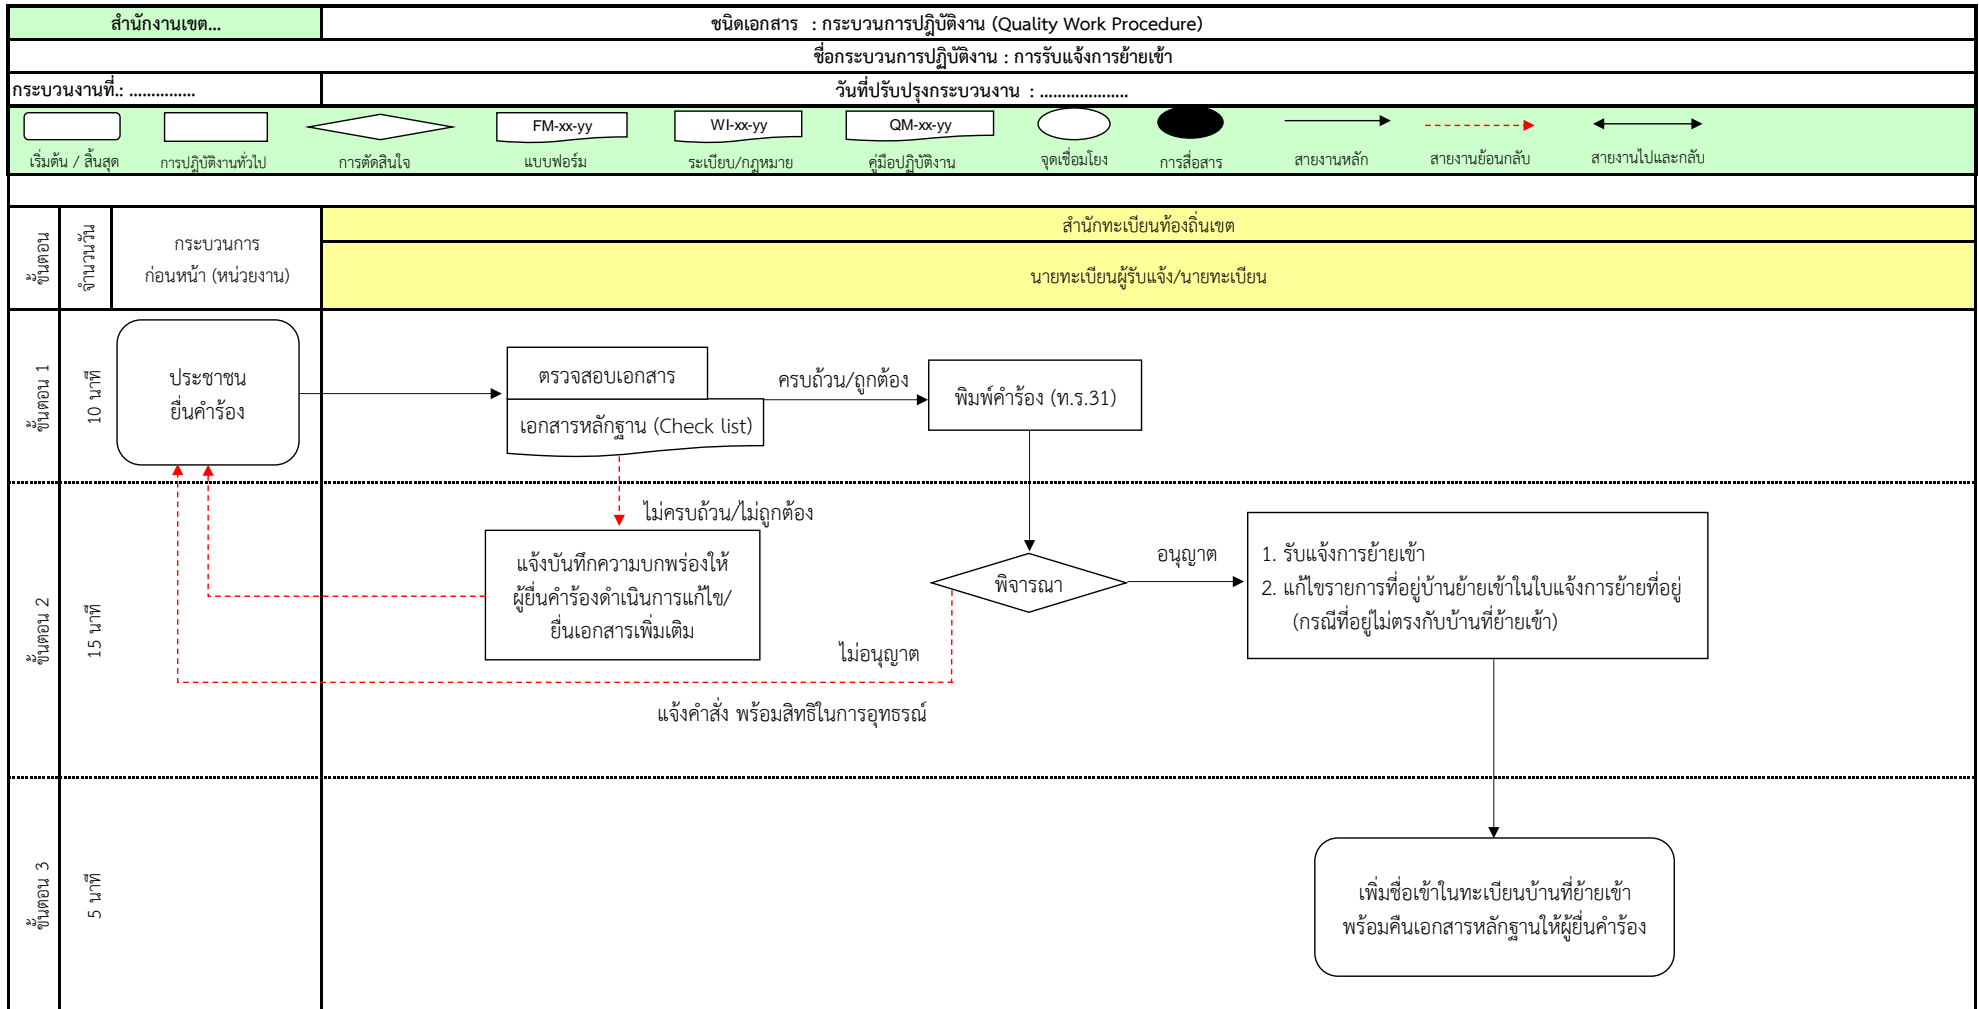 สำนักงานเขต...
ชนิดเอกสาร : กระบวนการปฏิบัติงาน (Quality Work Procedure)
ชื่อกระบวนการปฏิบัติงาน : การรับแจ้งการย้ายเข้า
กระบวนงานที่.: ...............
วันที่ปรับปรุงกระบวนงาน : ....................
FM-xx-yy
WI-xx-yy
QM-xx-yy
เริ่มต้น / สิ้นสุด
การปฏิบัติงานทั่วไป
การตัดสินใจ
แบบฟอร์ม
ระเบียบ/กฎหมาย
คู่มือปฏิบัติงาน
จุดเชื่อมโยง
การสื่อสาร
สายงานหลัก
สายงานย้อนกลับ
สายงานไปและกลับ
ขั้นตอน
จำนวนวัน
กระบวนการ
ก่อนหน้า (หน่วยงาน)
สำนักทะเบียนท้องถิ่นเขต
นายทะเบียนผู้รับแจ้ง/นายทะเบียน
ขั้นตอน 1
10 นาที
ประชาชน
ยื่นคำร้อง
ตรวจสอบเอกสาร
เอกสารหลักฐาน (Check list)
ครบถ้วน/ถูกต้อง
พิมพ์คำร้อง (ท.ร.31)
ขั้นตอน 2
15 นาที
ไม่ครบถ้วน/ไม่ถูกต้อง
แจ้งบันทึกความบกพร่องให้
ผู้ยื่นคำร้องดำเนินการแก้ไข/
ยื่นเอกสารเพิ่มเติม
พิจารณา
อนุญาต
1. รับแจ้งการย้ายเข้า
2. แก้ไขรายการที่อยู่บ้านย้ายเข้าในใบแจ้งการย้ายที่อยู่
(กรณีที่อยู่ไม่ตรงกับบ้านที่ย้ายเข้า)
ไม่อนุญาต
แจ้งคำสั่ง พร้อมสิทธิในการอุทธรณ์
ขั้นตอน 3
5 นาที
เพิ่มชื่อเข้าในทะเบียนบ้านที่ย้ายเข้า
พร้อมคืนเอกสารหลักฐานให้ผู้ยื่นคำร้อง